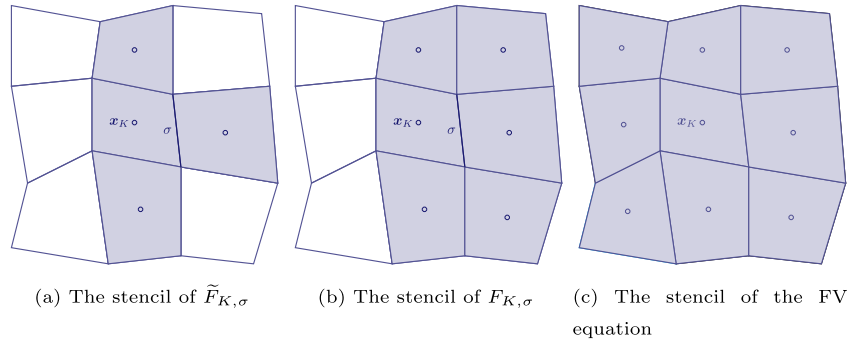 x_K
σ
x_K
σ
x_K
(a) The stencil of F̃_{K,σ}
(b) The stencil of F_{K,σ}
(c) The stencil of the FV
equation